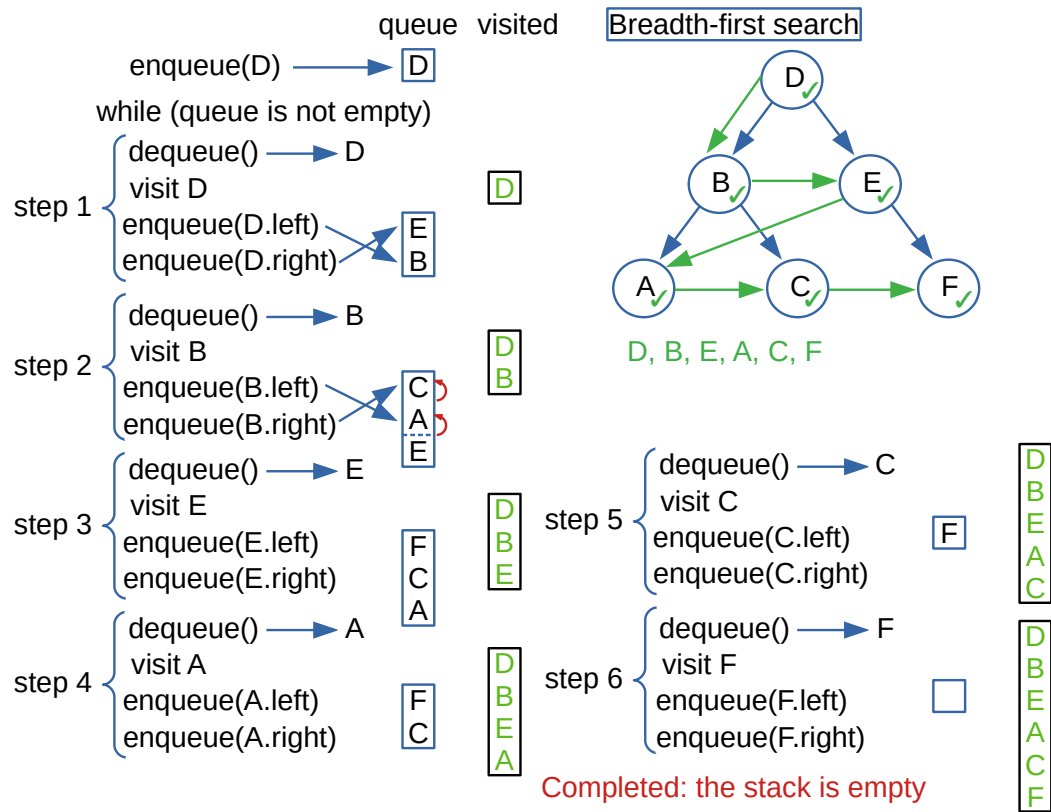 queue visited
Breadth-first search
enqueue(D) D
while (queue is not empty)
step 1
dequeue() D
visit D
enqueue(D.left)
enqueue(D.right)
E
B
D
step 2
dequeue() B
visit B
enqueue(B.left)
enqueue(B.right)
C
A
E
D
B
step 3
dequeue() E
visit E
enqueue(E.left)
enqueue(E.right)
F
C
A
D
B
E
step 4
dequeue() A
visit A
enqueue(A.left)
enqueue(A.right)
F
C
D
B
E
A
D
B E
A C F
D, B, E, A, C, F
step 5
dequeue() C
visit C
enqueue(C.left)
enqueue(C.right)
F
D
B
E
A
C
step 6
dequeue() F
visit F
enqueue(F.left)
enqueue(F.right)
D
B
E
A
C
F
Completed: the stack is empty